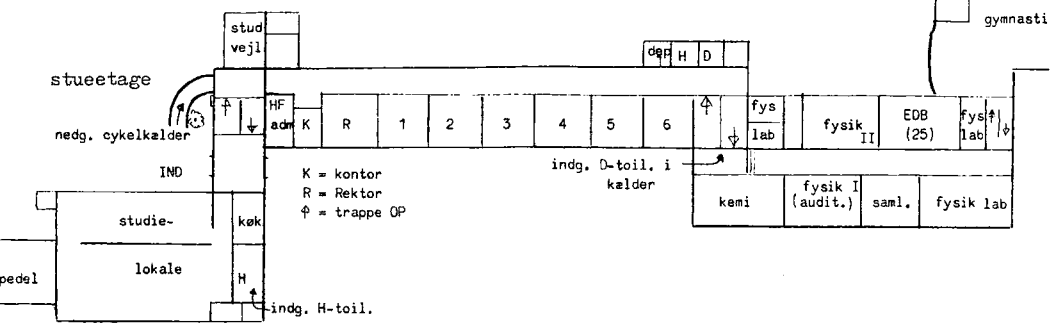 stud
vejl
gymnasti
stueetage
dep H D
HF
adm K R 1 2 3 4 5 6
fys
lab
fysik
II
EDB
(25)
fys
lab
nedg. cykelkælder
IND
indg. D-toil. i
kælder
K = kontor
R = Rektor
= trappe OP
kemi
fysik I
(audit.)
saml.
fysik lab
studie-
køk
lokale
H
pedel
indg. H-toil.